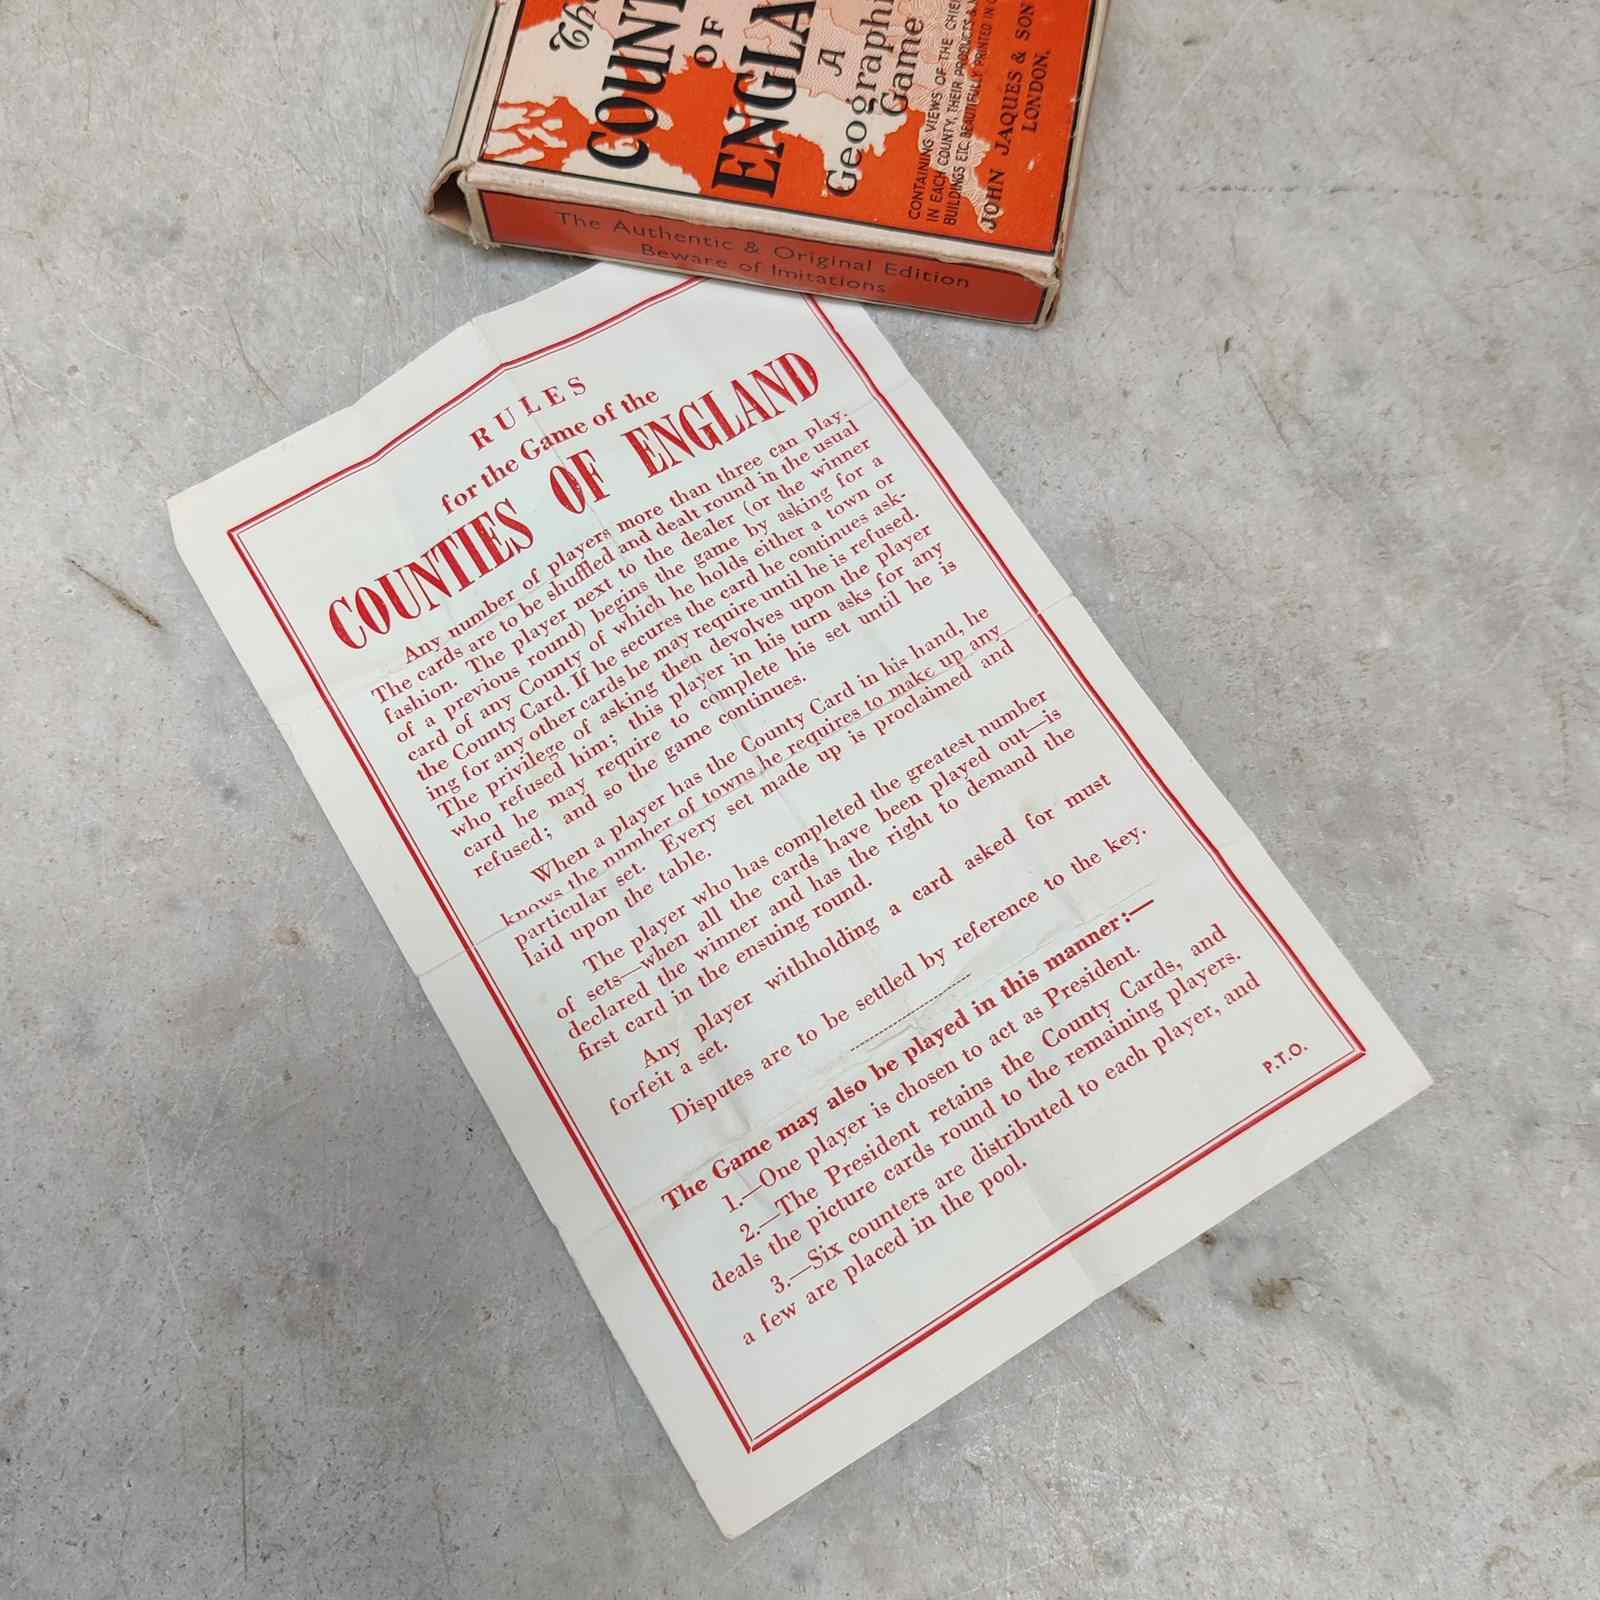 The
COUNT
OF
ENGLA
A
Geographi
Game
CONTAINING VIEWS OF THE CHIE
IN EACH COUNTY, THEIR PRODUCTS &
BUILDINGS ETC. BEAUTIFULLY PRINTED IN
JOHN JAQUES & SON
LONDON.
The Authentic & Original Edition
Beware of Imitations
RULES
for the Game of the
COUNTIES OF ENGLAND
Any number of players more than three can play.
The cards are to be shuffled and dealt round in the usual
fashion. The player next to the dealer (or the winner
of a previous round) begins the game by asking for a
card of any County of which he holds either a town or
the County Card. If he secures the card he continues ask-
ing for any other cards he may require until he is refused.
The privilege of asking then devolves upon the player
who refused him; this player in his turn asks for any
card he may require to complete his set until he is
refused; and so the game continues.
When a player has the County Card in his hand, he
knows the number of towns he requires to make up any
particular set. Every set made up is proclaimed and
laid upon the table.
The player who has completed the greatest number
of sets—when all the cards have been played out—is
declared the winner and has the right to demand the
first card in the ensuing round.
Any player withholding a card asked for must
forfeit a set.
Disputes are to be settled by reference to the key.
The Game may also be played in this manner:—
1.—One player is chosen to act as President.
2.—The President retains the County Cards, and
deals the picture cards round to the remaining players.
3.—Six counters are distributed to each player, and
a few are placed in the pool.
P.T.O.